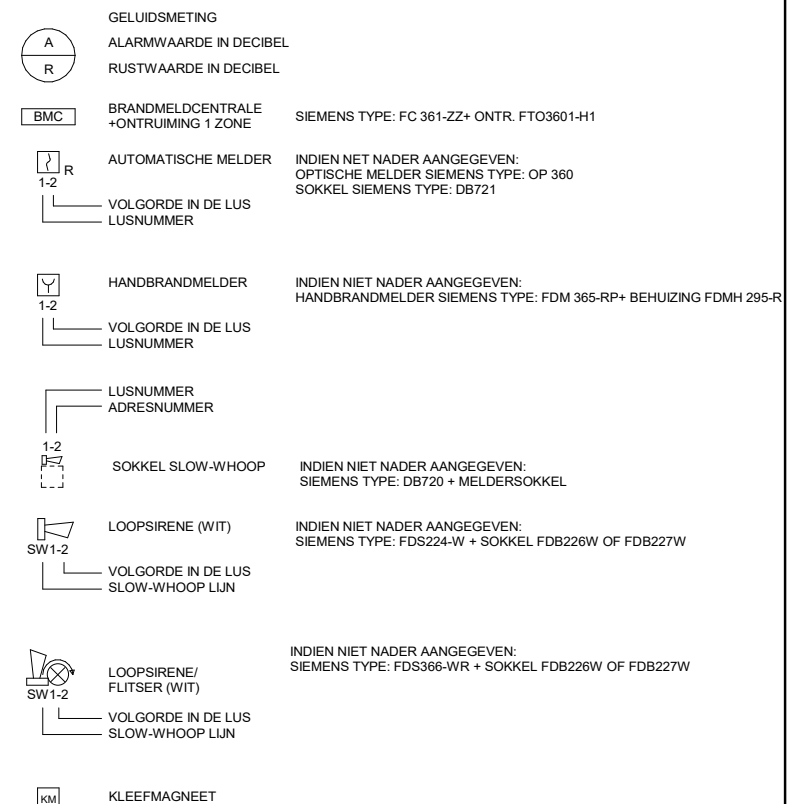 GELUIDSMETING
A
ALARMWAARDE IN DECIBEL
R
RUSTWAARDE IN DECIBEL
BMC
BRANDMELDCENTRALE
+ONTRUIMING 1 ZONE
SIEMENS TYPE: FC 361-ZZ+ ONTR. FTO3601-H1
R
1-2
AUTOMATISCHE MELDER
INDIEN NET NADER AANGEGEVEN:
OPTISCHE MELDER SIEMENS TYPE: OP 360
SOKKEL SIEMENS TYPE: DB721
VOLGORDE IN DE LUS
LUSNUMMER
1-2
HANDBRANDMELDER
INDIEN NIET NADER AANGEGEVEN:
HANDBRANDMELDER SIEMENS TYPE: FDM 365-RP+ BEHUIZING FDMH 295-R
VOLGORDE IN DE LUS
LUSNUMMER
LUSNUMMER
ADRESNUMMER
1-2
SOKKEL SLOW-WHOOP
INDIEN NIET NADER AANGEGEVEN:
SIEMENS TYPE: DB720 + MELDERSOKKEL
LOOPSIRENE (WIT)
INDIEN NIET NADER AANGEGEVEN:
SIEMENS TYPE: FDS224-W + SOKKEL FDB226W OF FDB227W
SW1-2
VOLGORDE IN DE LUS
SLOW-WHOOP LIJN
INDIEN NIET NADER AANGEGEVEN:
SIEMENS TYPE: FDS366-WR + SOKKEL FDB226W OF FDB227W
LOOPSIRENE/
FLITSER (WIT)
SW1-2
VOLGORDE IN DE LUS
SLOW-WHOOP LIJN
KM
KLEEFMAGNEET